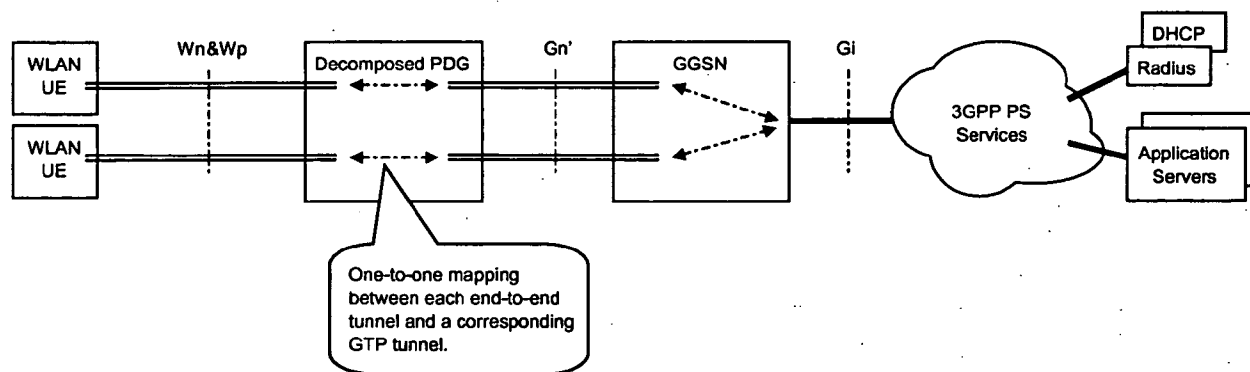 WLAN
UE
WLAN
UE
Wn&Wp
Decomposed PDG
Gn'
GGSN
Gi
3GPP PS
Services
DHCP
Radius
Application
Servers
One-to-one mapping
between each end-to-end
tunnel and a corresponding
GTP tunnel.